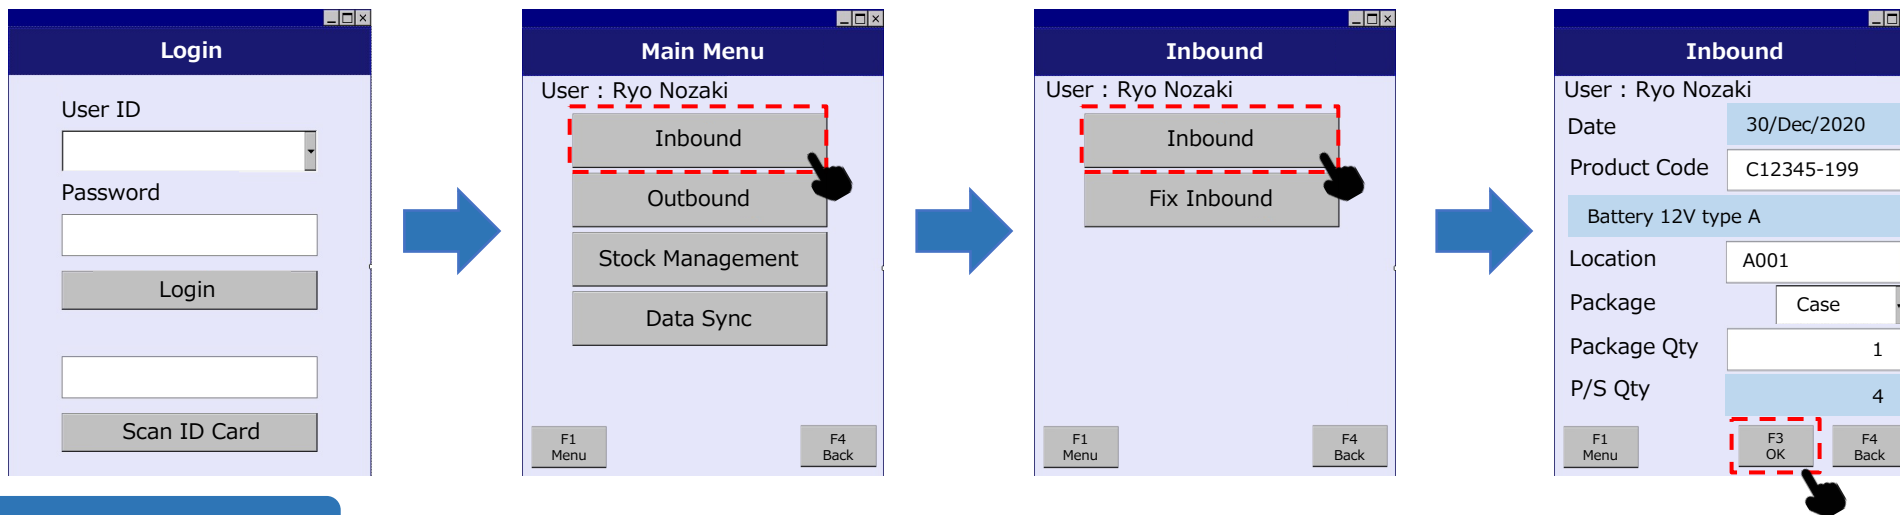 Login
User ID
Password
Login
Scan ID Card
Main Menu
User : Ryo Nozaki
Inbound
Outbound
Stock Management
Data Sync
F1
Menu
F4
Back
Inbound
User : Ryo Nozaki
Inbound
Fix Inbound
F1
Menu
F4
Back
Inbound
User : Ryo Nozaki
Date 30/Dec/2020
Product Code C12345-199
Battery 12V type A
Location A001
Package Case
Package Qty 1
P/S Qty 4
F1
Menu
F3
OK
F4
Back